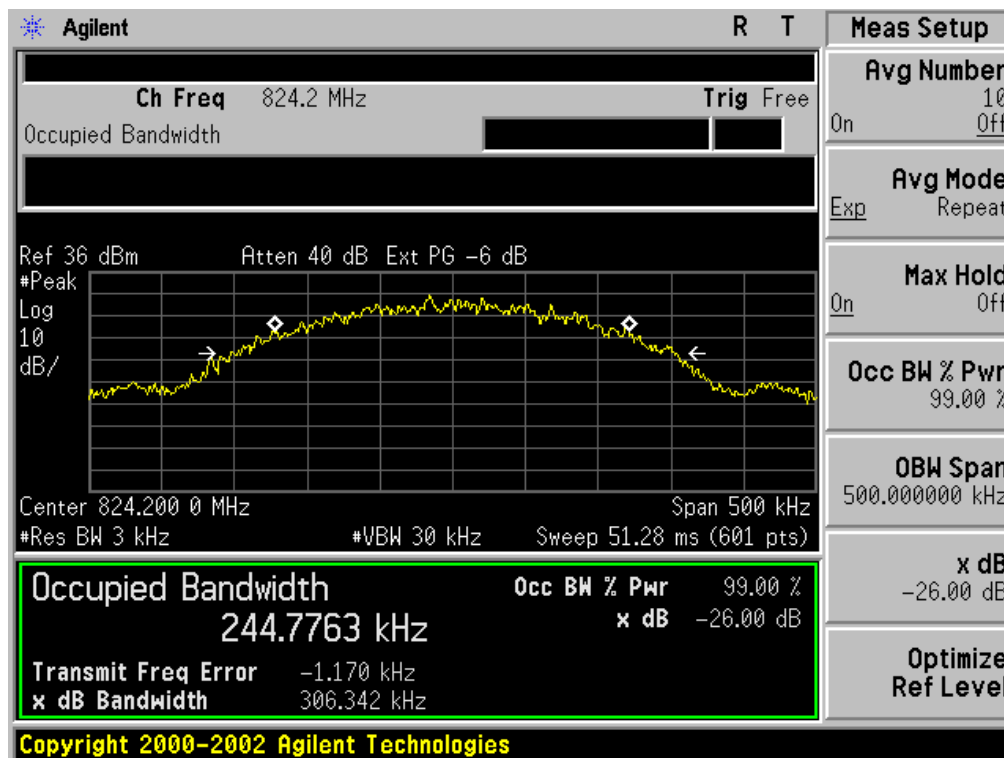 Agilent R T
Ch Freq 824.2 MHz Trig Free
Occupied Bandwidth
Ref 36 dBm Atten 40 dB Ext PG -6 dB
#Peak
Log
10
dB/
Center 824.200 0 MHz Span 500 kHz
#Res BW 3 kHz #VBW 30 kHz Sweep 51.28 ms (601 pts)
Occupied Bandwidth Occ BW % Pwr 99.00 %
244.7763 kHz x dB -26.00 dB
Transmit Freq Error -1.170 kHz
x dB Bandwidth 306.342 kHz
Copyright 2000-2002 Agilent Technologies
Meas Setup
Avg Number
10
On Off
Avg Mode
Exp Repeat
Max Hold
On Off
Occ BW % Pwr
99.00 %
OBW Span
500.000000 kHz
x dB
-26.00 dB
Optimize
Ref Level